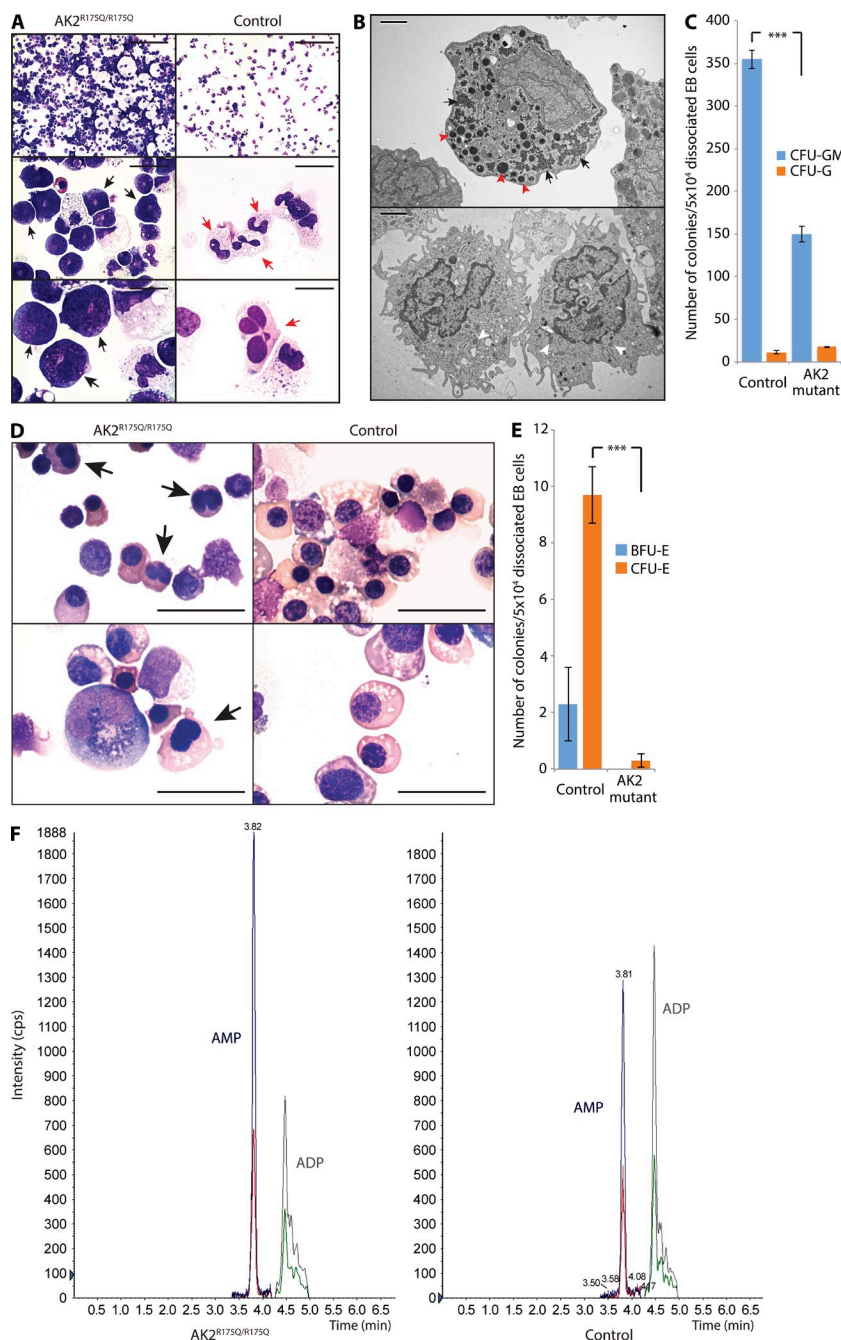 A
AK2R175Q/R175Q
Control
B
C
Number of colonies/5x10⁴ dissociated EB cells
400
350
300
250
200
150
100
50
0
***
CFU-GM
CFU-G
Control
AK2
mutant
D
AK2R175Q/R175Q
Control
E
Number of colonies/5x10⁴ dissociated EB cells
12
10
8
6
4
2
0
***
BFU-E
CFU-E
Control
AK2
mutant
F
Intensity (cps)
1888
1800
1700
1600
1500
1400
1300
1200
1100
1000
900
800
700
600
500
400
300
200
100
0
3.82
AMP
ADP
0.5 1.0 1.5 2.0 2.5 3.0 3.5 4.0 4.5 5.0 5.5 6.0 6.5
Time (min)
AK2R175Q/R175Q
1800
1700
1600
1500
1400
1300
1200
1100
1000
900
800
700
600
500
400
300
200
100
0
3.81
AMP
ADP
3.50
3.58
4.08
0.5 1.0 1.5 2.0 2.5 3.0 3.5 4.0 4.5 5.0 5.5 6.0 6.5
Time (min)
Control